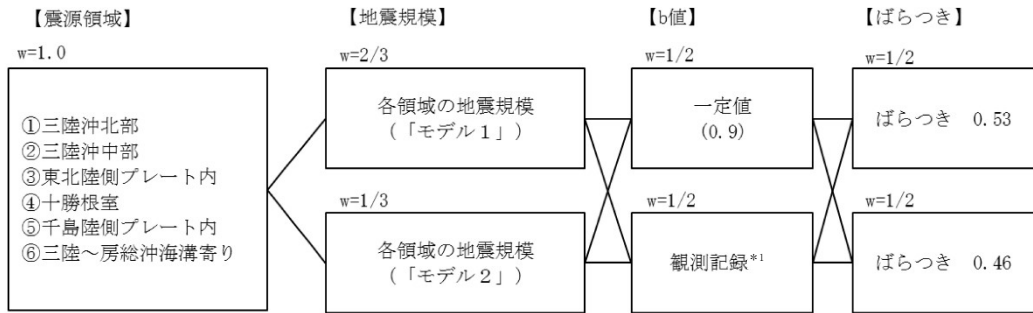 【震源領域】
【地震規模】
【b値】
【ばらつき】
w=1.0
w=2/3
w=1/2
w=1/2
①三陸沖北部
②三陸沖中部
③東北陸側プレート内
④十勝根室
⑤千島陸側プレート内
⑥三陸～房総沖海溝寄り
各領域の地震規模
(「モデル１」)
一定値
(0.9)
ばらつき 0.53
w=1/3
w=1/2
w=1/2
各領域の地震規模
(「モデル２」)
観測記録*1
ばらつき 0.46